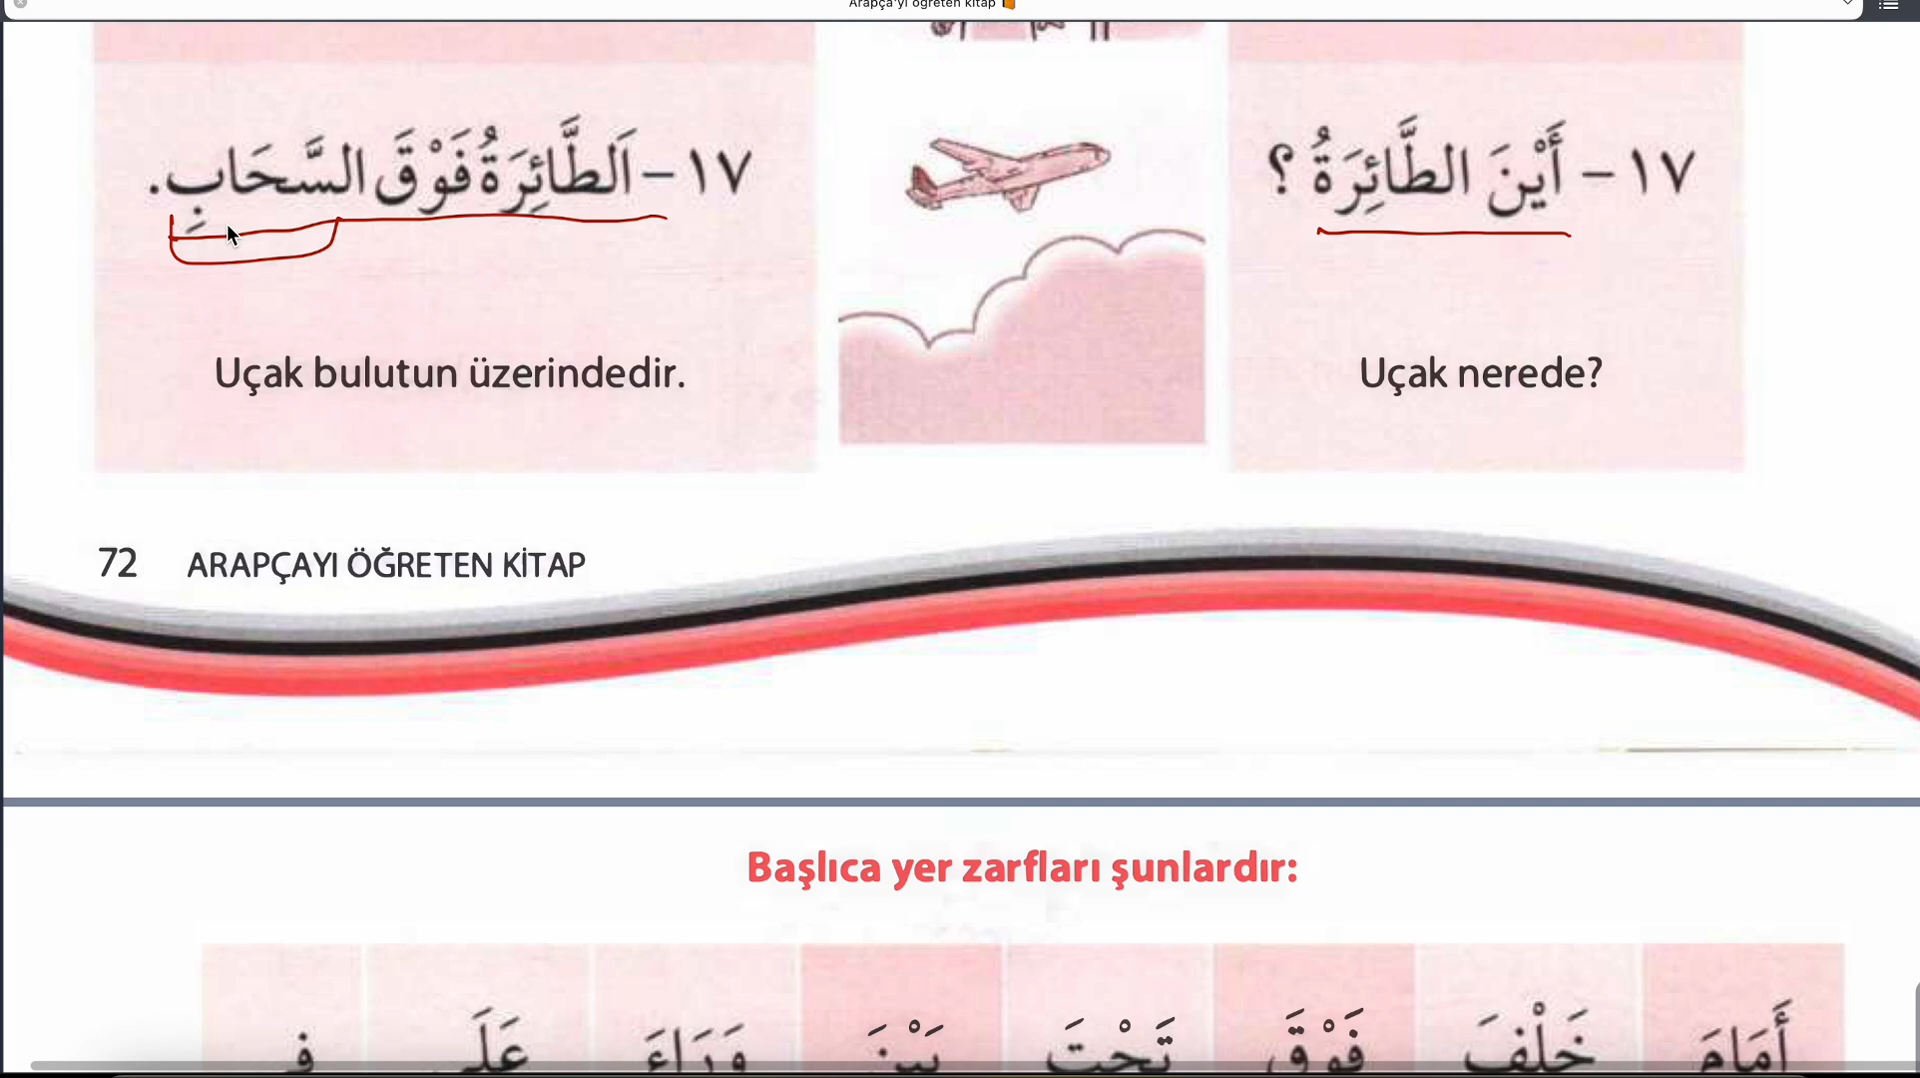 Arapça'yı öğreten kitap
١٧ – أَيْنَ الطَّائِرَةُ ؟
Uçak nerede?
١٧ – اَلطَّائِرَةُ فَوْقَ السَّحَابِ.
Uçak bulutun üzerindedir.
72 ARAPÇAYI ÖĞRETEN KİTAP
Başlıca yer zarfları şunlardır:
أَمَامَ خَلْفَ فَوْقَ تَحْتَ بَيْنَ وَرَاءَ عَلَى